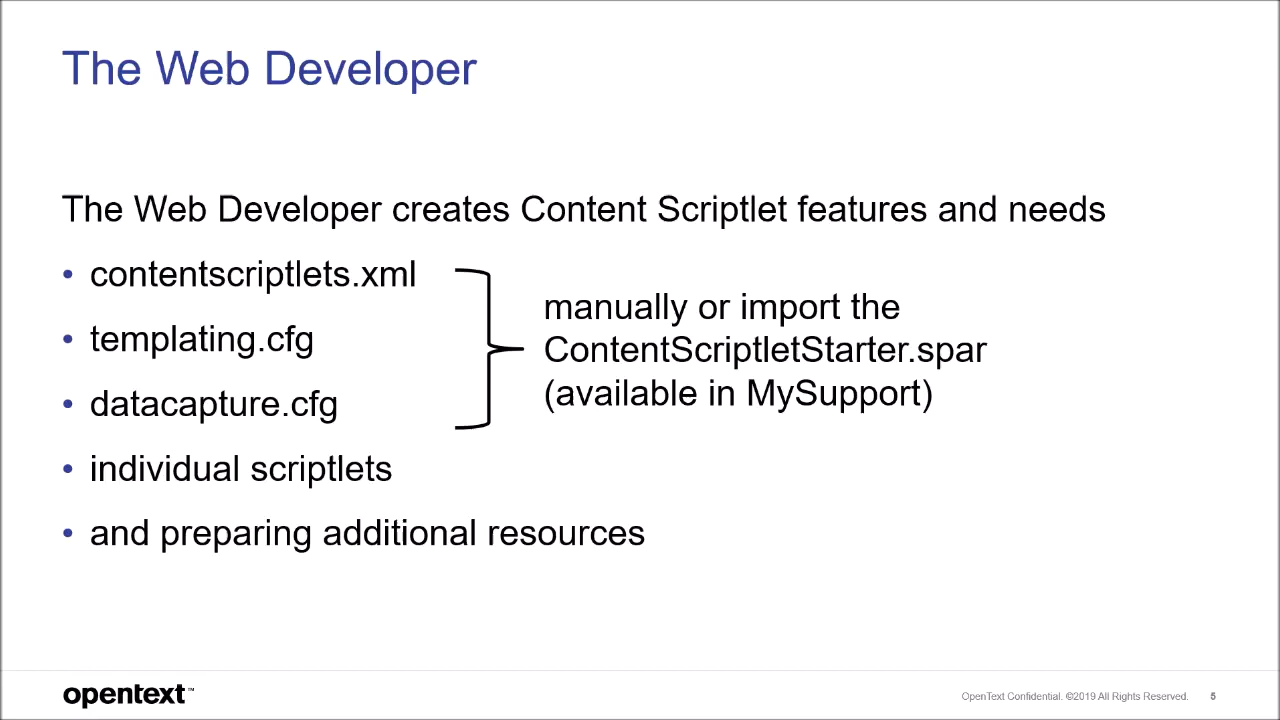 The Web Developer
The Web Developer creates Content Scriptlet features and needs
• contentscriptlets.xml
• templating.cfg
• datacapture.cfg
manually or import the
ContentScriptletStarter.spar
(available in MySupport)
• individual scriptlets
• and preparing additional resources
opentext™
OpenText Confidential. ©2019 All Rights Reserved. 5